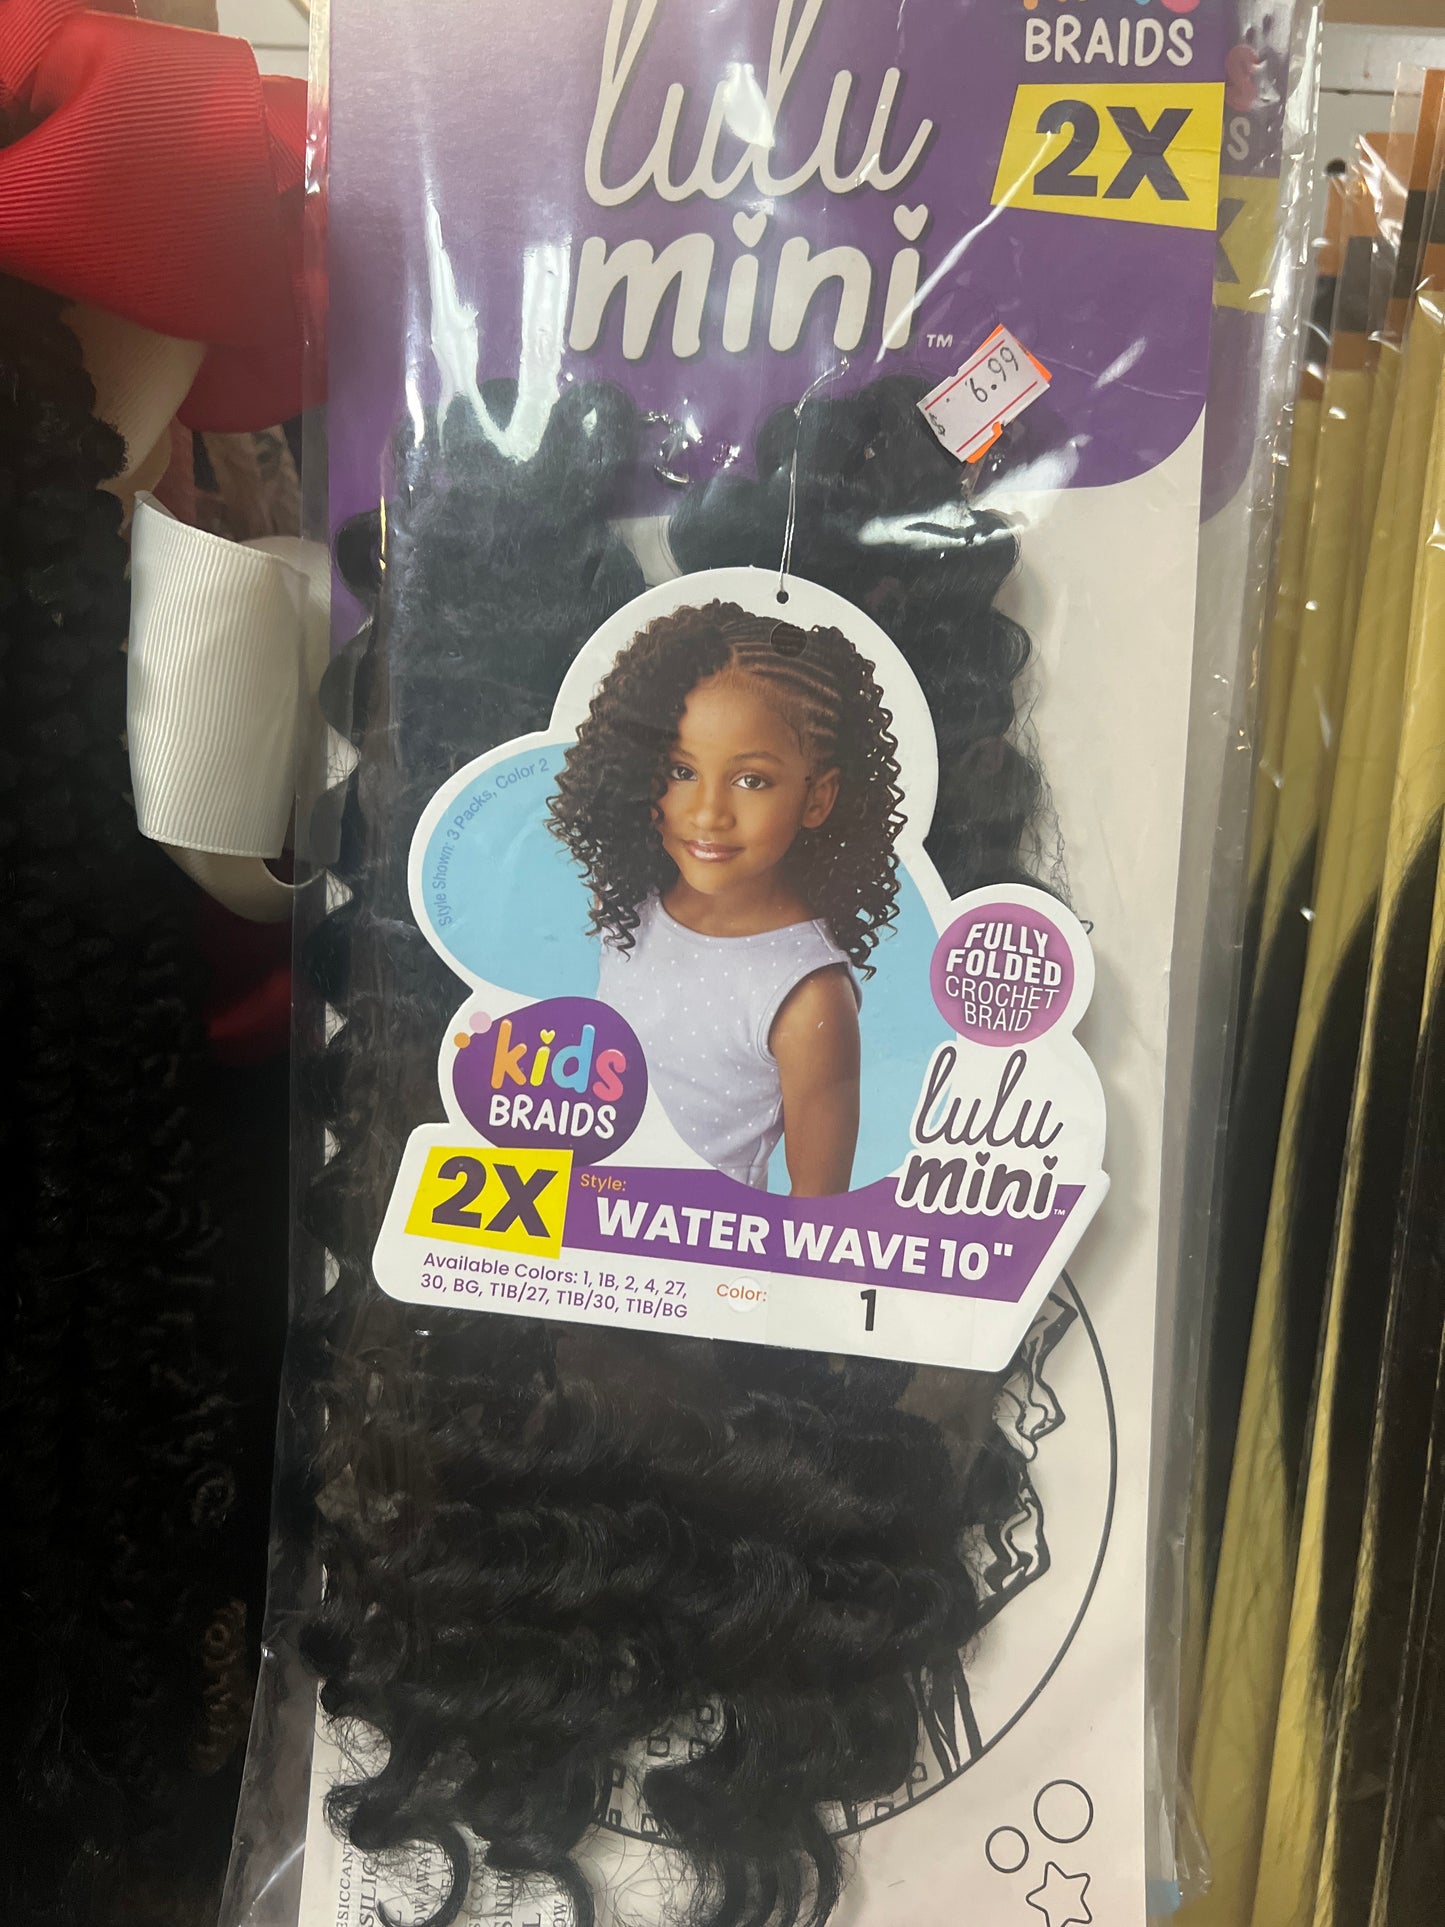 lulu
mini
TM
BRAIDS
2X
$ 6.99
Style Shown: 3 Packs, Color 2
FULLY
FOLDED
CROCHET
BRAID
kids
BRAIDS
lulu
mini
TM
2X
Style:
WATER WAVE 10"
Available Colors: 1, 1B, 2, 4, 27,
30, BG, T1B/27, T1B/30, T1B/BG
Color:
1